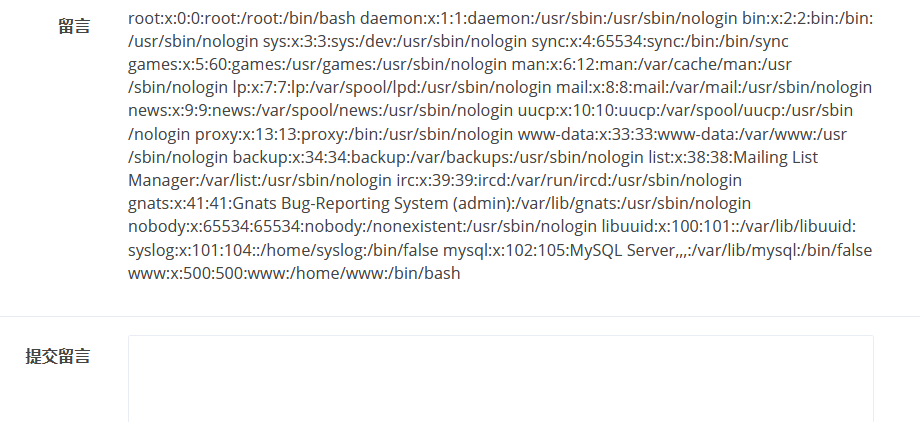 留言
root:x:0:0:root:/root:/bin/bash daemon:x:1:1:daemon:/usr/sbin:/usr/sbin/nologin bin:x:2:2:bin:/bin:
/usr/sbin/nologin sys:x:3:3:sys:/dev:/usr/sbin/nologin sync:x:4:65534:sync:/bin:/bin/sync
games:x:5:60:games:/usr/games:/usr/sbin/nologin man:x:6:12:man:/var/cache/man:/usr
/sbin/nologin lp:x:7:7:lp:/var/spool/lpd:/usr/sbin/nologin mail:x:8:8:mail:/var/mail:/usr/sbin/nologin
news:x:9:9:news:/var/spool/news:/usr/sbin/nologin uucp:x:10:10:uucp:/var/spool/uucp:/usr/sbin
/nologin proxy:x:13:13:proxy:/bin:/usr/sbin/nologin www-data:x:33:33:www-data:/var/www:/usr
/sbin/nologin backup:x:34:34:backup:/var/backups:/usr/sbin/nologin list:x:38:38:Mailing List
Manager:/var/list:/usr/sbin/nologin irc:x:39:39:ircd:/var/run/ircd:/usr/sbin/nologin
gnats:x:41:41:Gnats Bug-Reporting System (admin):/var/lib/gnats:/usr/sbin/nologin
nobody:x:65534:65534:nobody:/nonexistent:/usr/sbin/nologin libuuid:x:100:101::/var/lib/libuuid:
syslog:x:101:104::/home/syslog:/bin/false mysql:x:102:105:MySQL Server,,,:/var/lib/mysql:/bin/false
www:x:500:500:www:/home/www:/bin/bash
提交留言